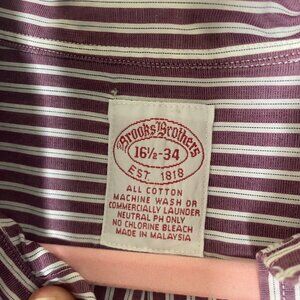 Brooks Brothers
16½-34
EST. 1818
ALL COTTON
MACHINE WASH OR
COMMERCIALLY LAUNDER
NEUTRAL PH ONLY
NO CHLORINE BLEACH
MADE IN MALAYSIA